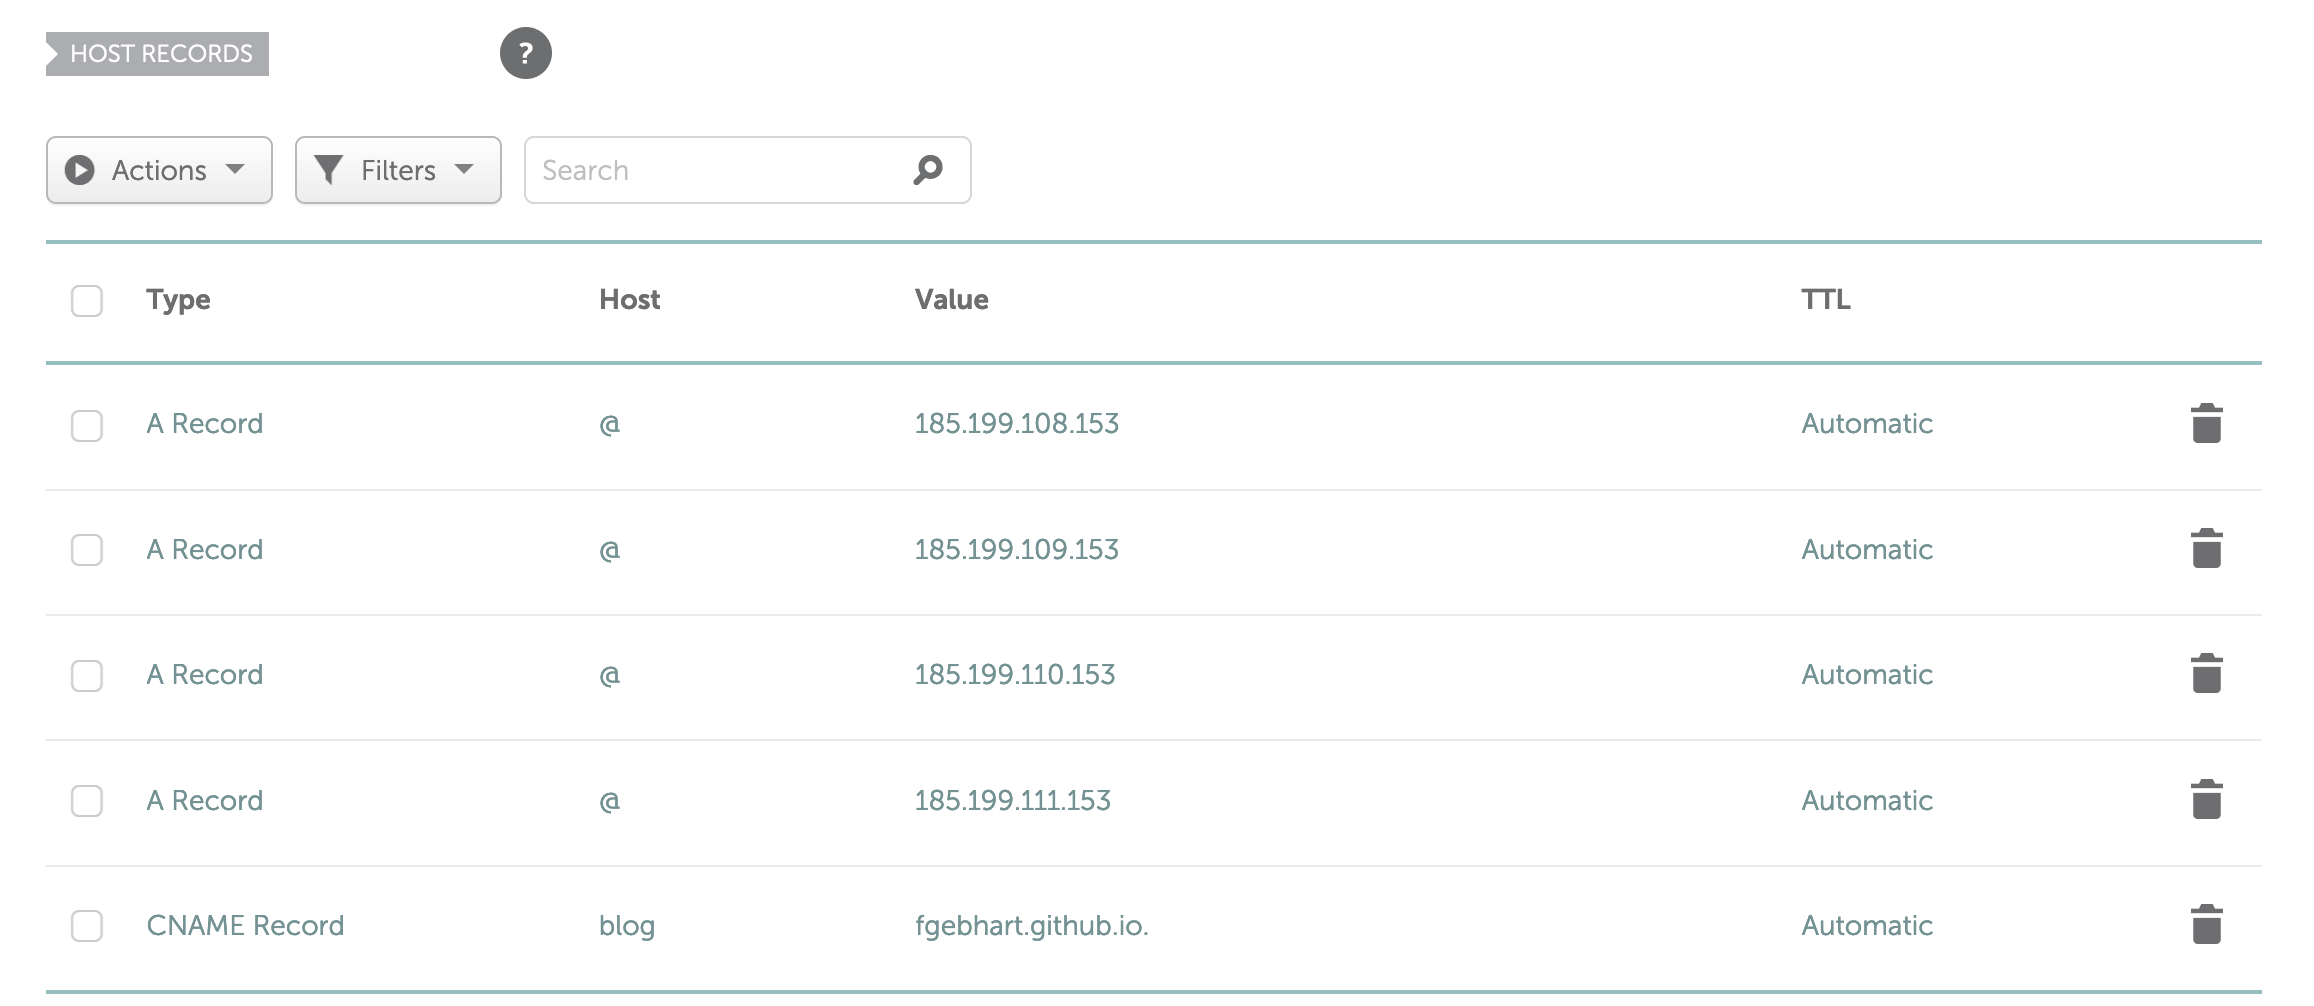 HOST RECORDS ?
Actions Filters Search
Type Host Value TTL
A Record @ 185.199.108.153 Automatic
A Record @ 185.199.109.153 Automatic
A Record @ 185.199.110.153 Automatic
A Record @ 185.199.111.153 Automatic
CNAME Record blog fgebhart.github.io. Automatic